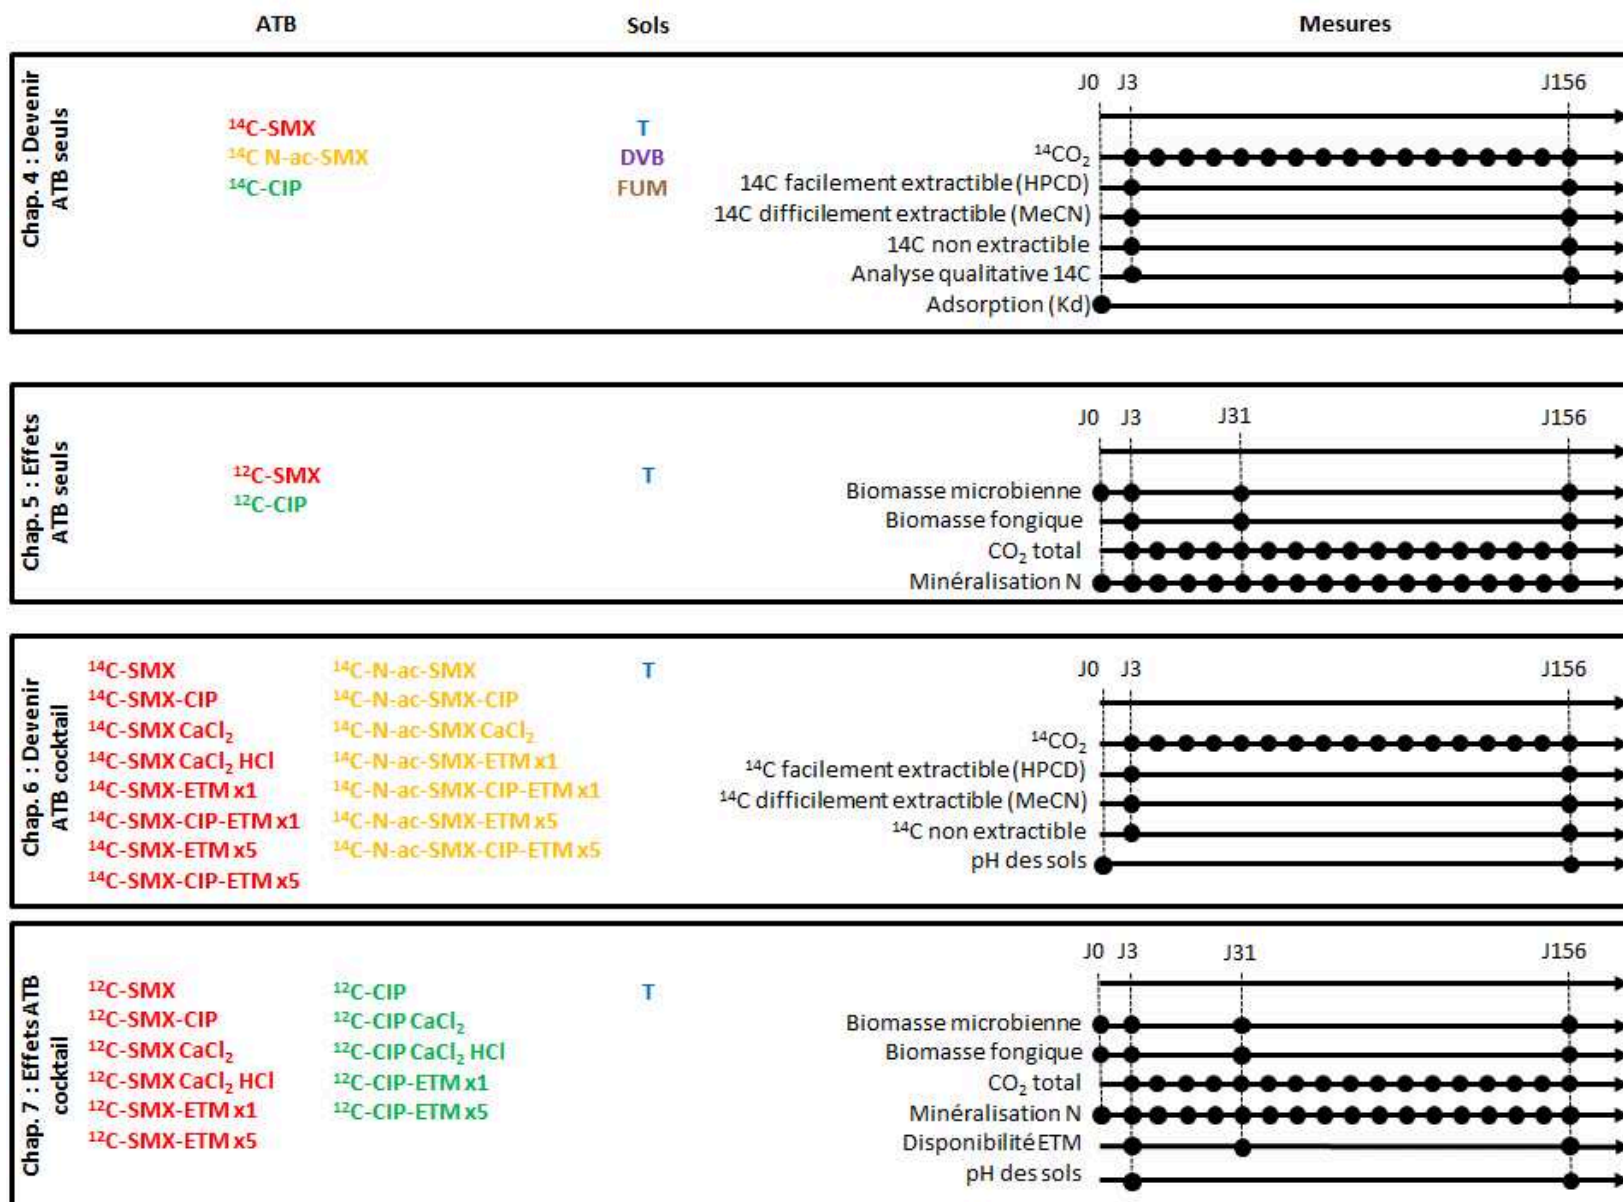 ATB Sols Mesures
Chap. 4 : Devenir
ATB seuls
¹⁴C-SMX
¹⁴C N-ac-SMX
¹⁴C-CIP
T
DVB
FUM
J0 J3 J156
¹⁴CO₂
14C facilement extractible (HPCD)
14C difficilement extractible (MeCN)
14C non extractible
Analyse qualitative 14C
Adsorption (Kd)
Chap. 5 : Effets
ATB seuls
¹²C-SMX
¹²C-CIP
T
J0 J3 J31 J156
Biomasse microbienne
Biomasse fongique
CO₂ total
Minéralisation N
Chap. 6 : Devenir
ATB cocktail
¹⁴C-SMX
¹⁴C-SMX-CIP
¹⁴C-SMX CaCl₂
¹⁴C-SMX CaCl₂ HCl
¹⁴C-SMX-ETM x1
¹⁴C-SMX-CIP-ETM x1
¹⁴C-SMX-ETM x5
¹⁴C-SMX-CIP-ETM x5
¹⁴C-N-ac-SMX
¹⁴C-N-ac-SMX-CIP
¹⁴C-N-ac-SMX CaCl₂
¹⁴C-N-ac-SMX-ETM x1
¹⁴C-N-ac-SMX-CIP-ETM x1
¹⁴C-N-ac-SMX-ETM x5
¹⁴C-N-ac-SMX-CIP-ETM x5
T
J0 J3 J156
¹⁴CO₂
¹⁴C facilement extractible (HPCD)
¹⁴C difficilement extractible (MeCN)
¹⁴C non extractible
pH des sols
Chap. 7 : Effets ATB
cocktail
¹²C-SMX
¹²C-SMX-CIP
¹²C-SMX CaCl₂
¹²C-SMX CaCl₂ HCl
¹²C-SMX-ETM x1
¹²C-SMX-ETM x5
¹²C-CIP
¹²C-CIP CaCl₂
¹²C-CIP CaCl₂ HCl
¹²C-CIP-ETM x1
¹²C-CIP-ETM x5
T
J0 J3 J31 J156
Biomasse microbienne
Biomasse fongique
CO₂ total
Minéralisation N
Disponibilité ETM
pH des sols